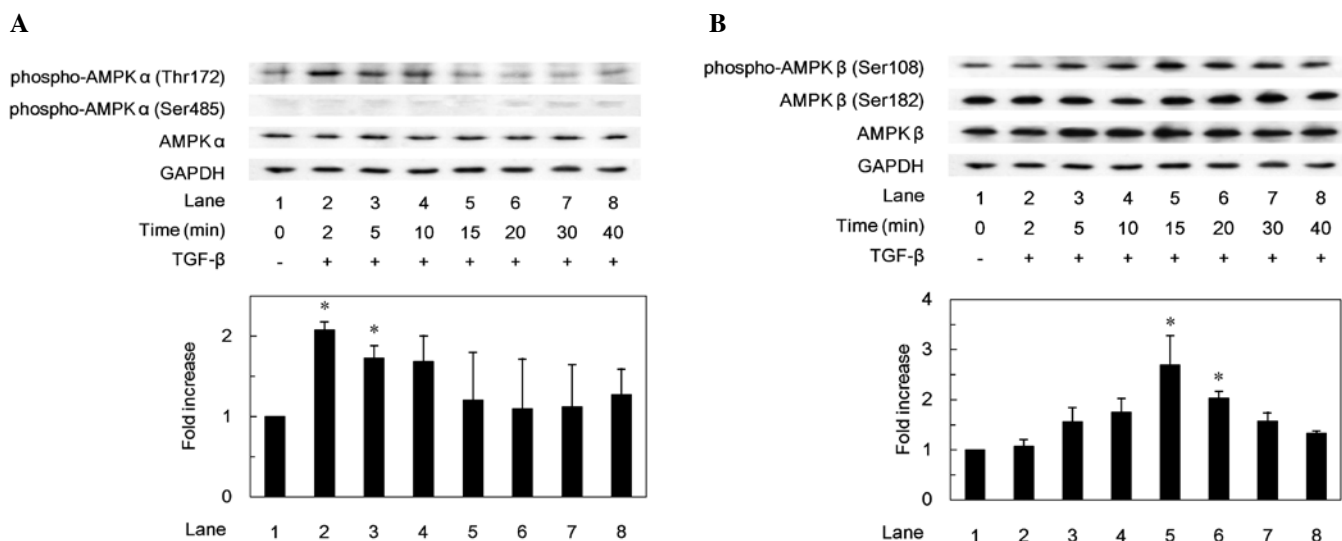 A
phospho-AMPK α (Thr172)
phospho-AMPK α (Ser485)
AMPK α
GAPDH
Lane 1 2 3 4 5 6 7 8
Time (min) 0 2 5 10 15 20 30 40
TGF-β - + + + + + + +
* *
2
1
0
Fold increase
Lane 1 2 3 4 5 6 7 8
B
phospho-AMPK β (Ser108)
AMPK β (Ser182)
AMPK β
GAPDH
Lane 1 2 3 4 5 6 7 8
Time (min) 0 2 5 10 15 20 30 40
TGF-β - + + + + + + +
* *
4
3
2
1
0
Fold increase
Lane 1 2 3 4 5 6 7 8